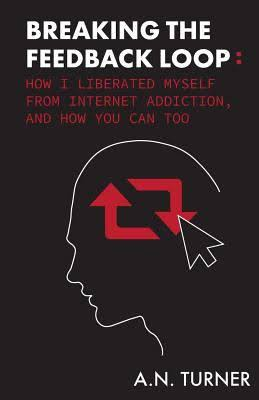 BREAKING THE
FEEDBACK LOOP:
HOW I LIBERATED MYSELF
FROM INTERNET ADDICTION,
AND HOW YOU CAN TOO
A.N. TURNER